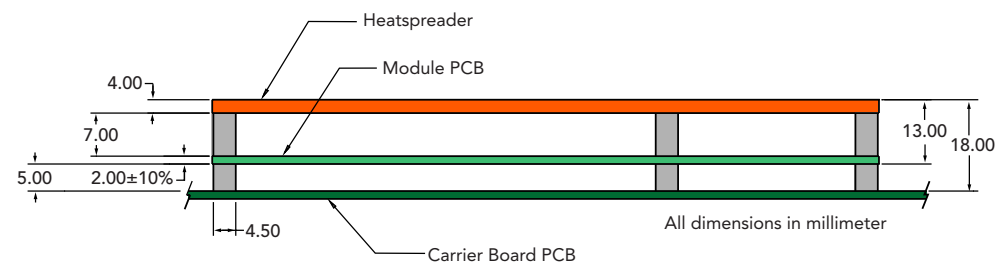 Heatspreader
Module PCB
4.00
7.00
13.00
18.00
5.00
2.00±10%
4.50
All dimensions in millimeter
Carrier Board PCB